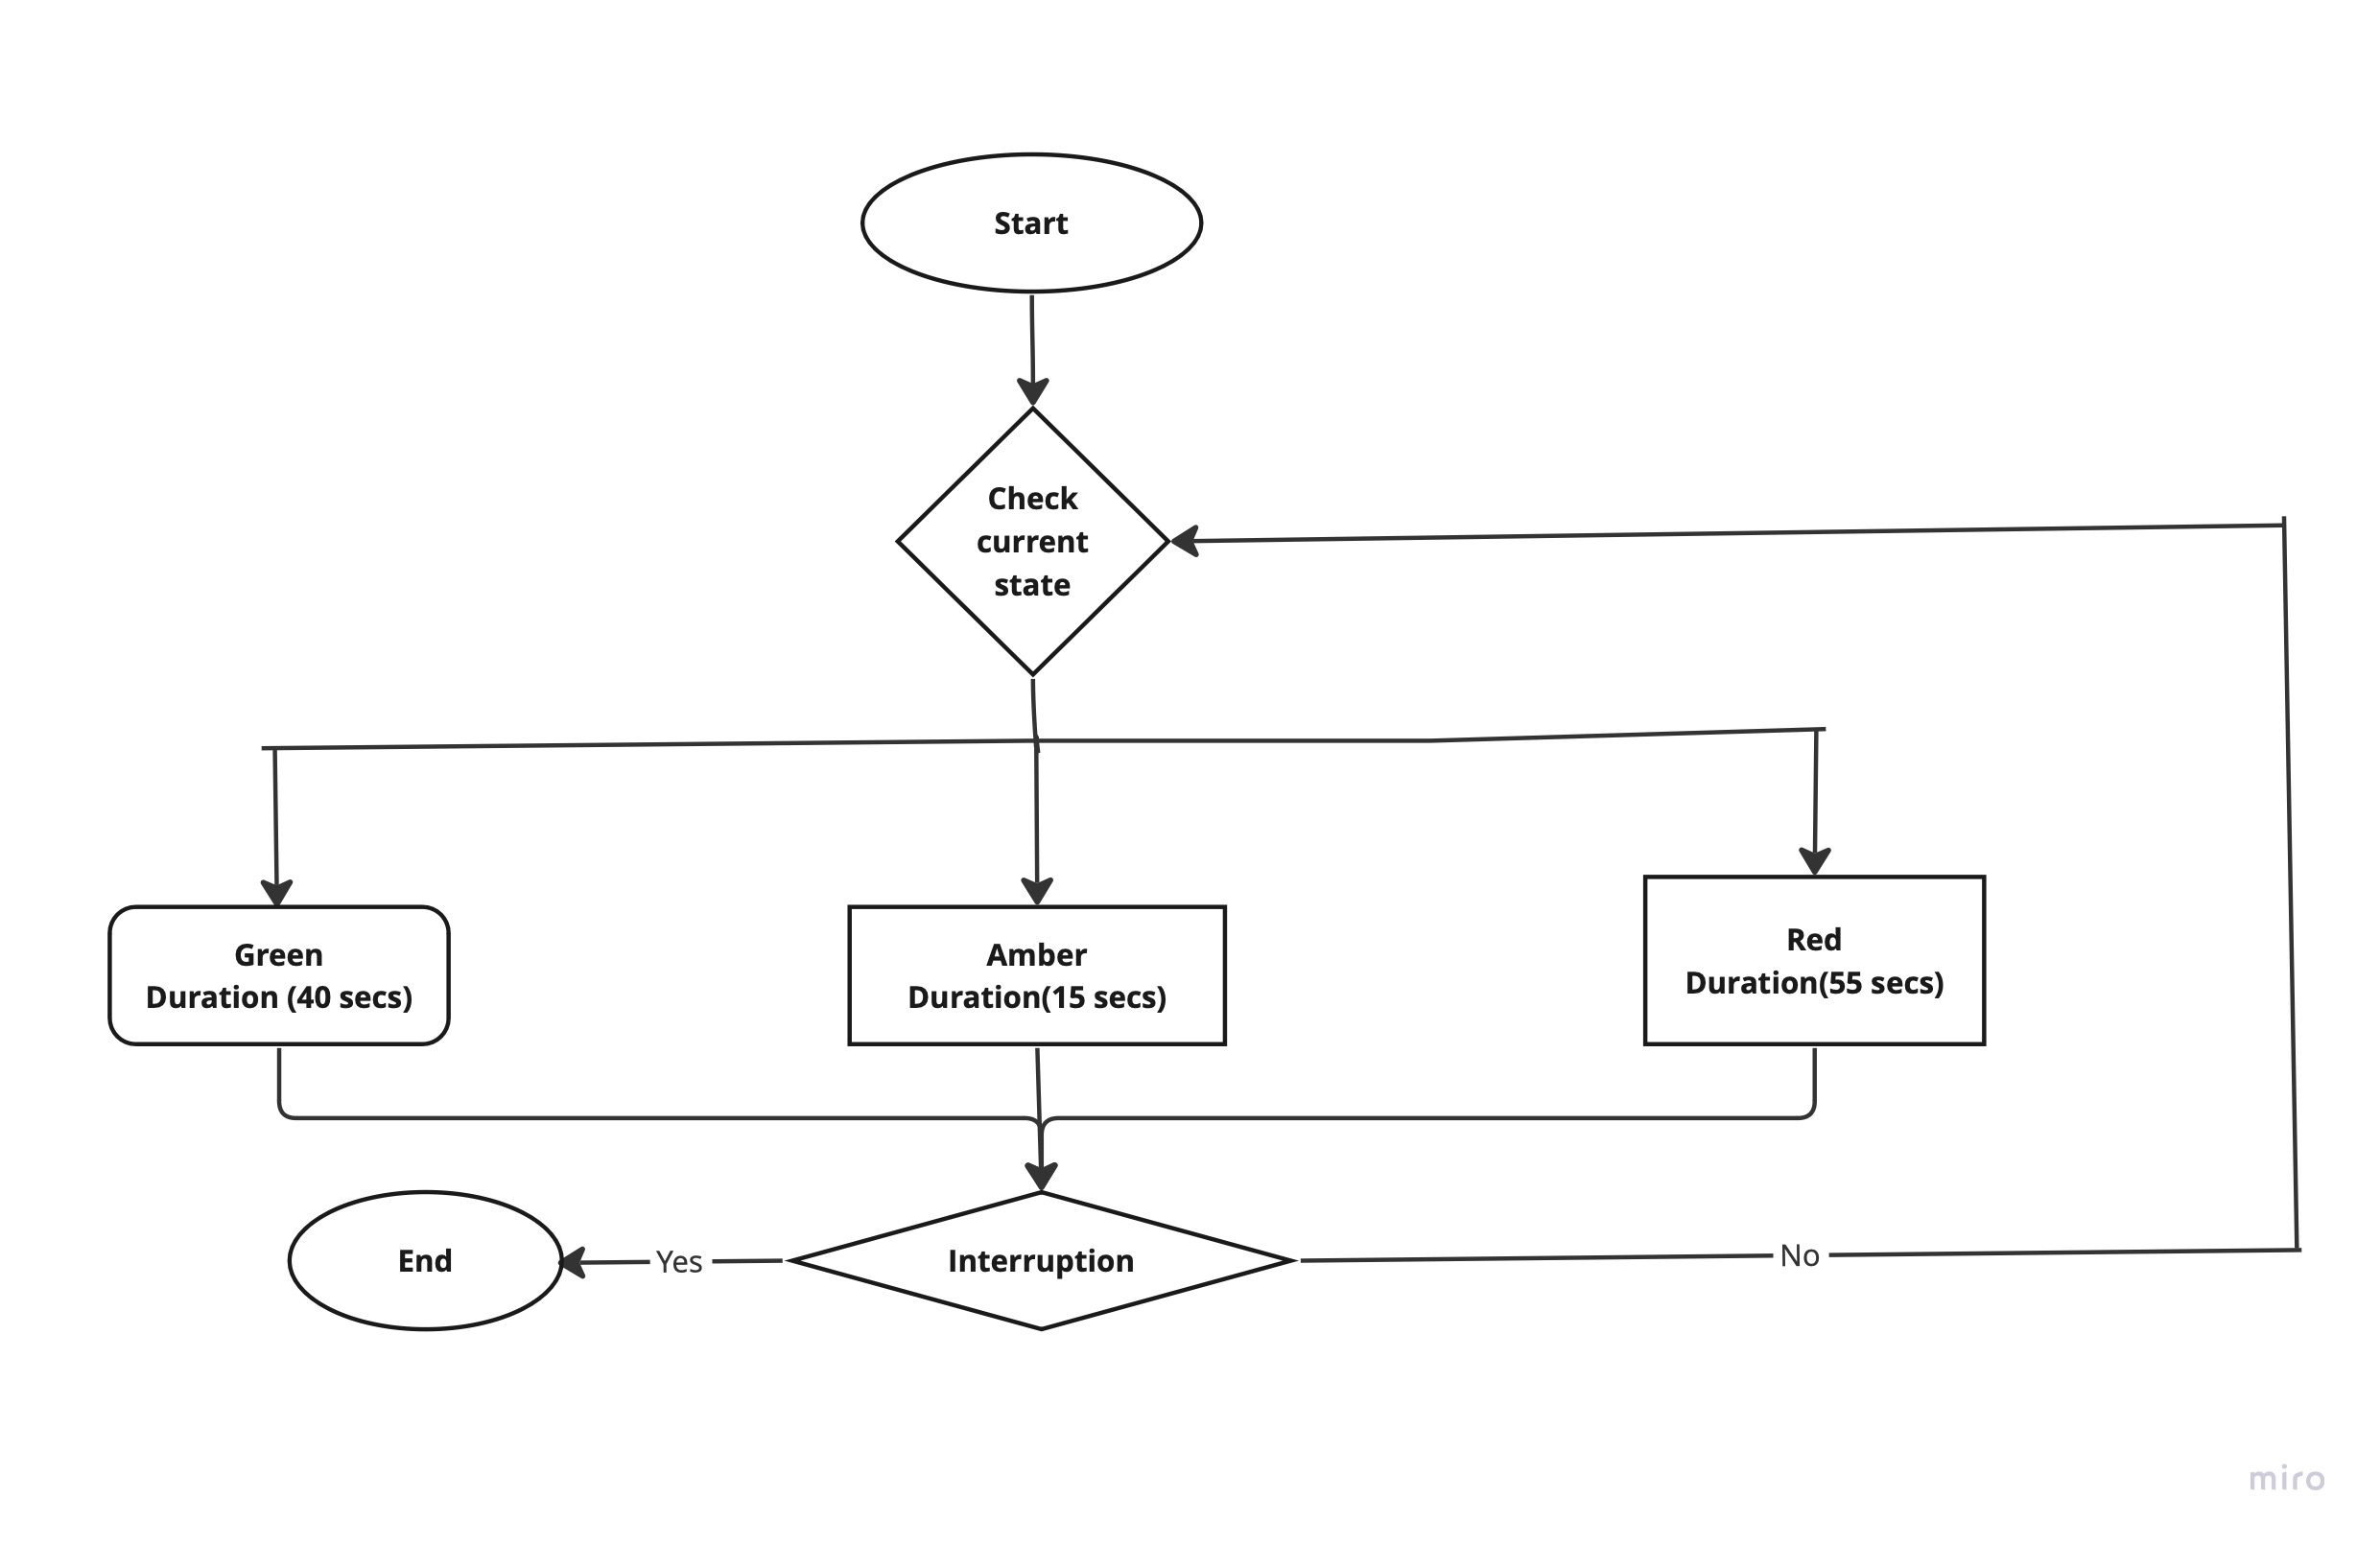 Start
Check
current
state
Green
Duration (40 secs)
Amber
Duration(15 secs)
Red
Duration(55 secs)
End
Yes
Interruption
No
miro